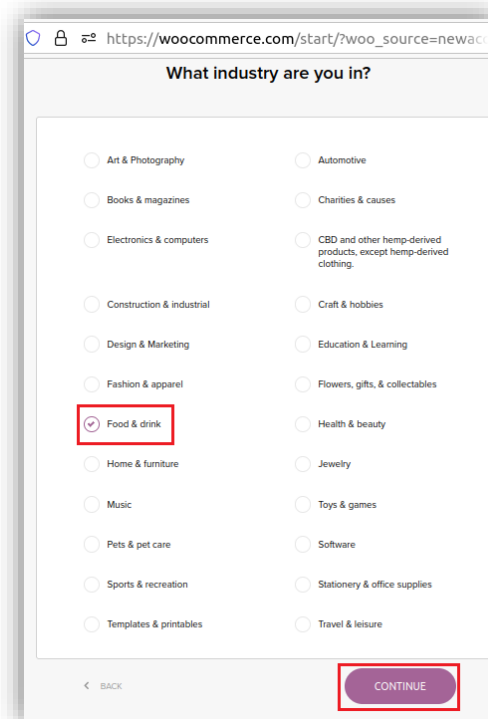 https://woocommerce.com/start/?woo_source=newacc
What industry are you in?
Art & Photography
Automotive
Books & magazines
Charities & causes
Electronics & computers
CBD and other hemp-derived
products, except hemp-derived
clothing.
Construction & industrial
Craft & hobbies
Design & Marketing
Education & Learning
Fashion & apparel
Flowers, gifts, & collectables
Food & drink
Health & beauty
Home & furniture
Jewelry
Music
Toys & games
Pets & pet care
Software
Sports & recreation
Stationery & office supplies
Templates & printables
Travel & leisure
BACK
CONTINUE